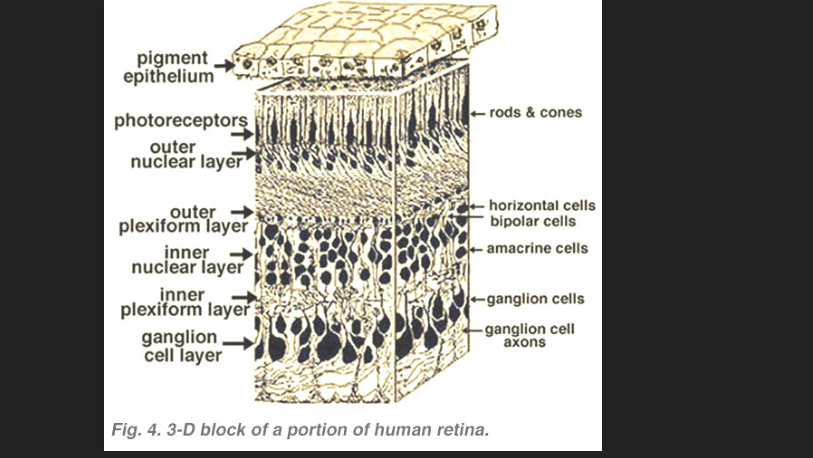 pigment
epithelium
photoreceptors
outer
nuclear layer
outer
plexiform layer
inner
nuclear layer
inner
plexiform layer
ganglion
cell layer
rods & cones
horizontal cells
bipolar cells
amacrine cells
ganglion cells
ganglion cell
axons
Fig. 4. 3-D block of a portion of human retina.